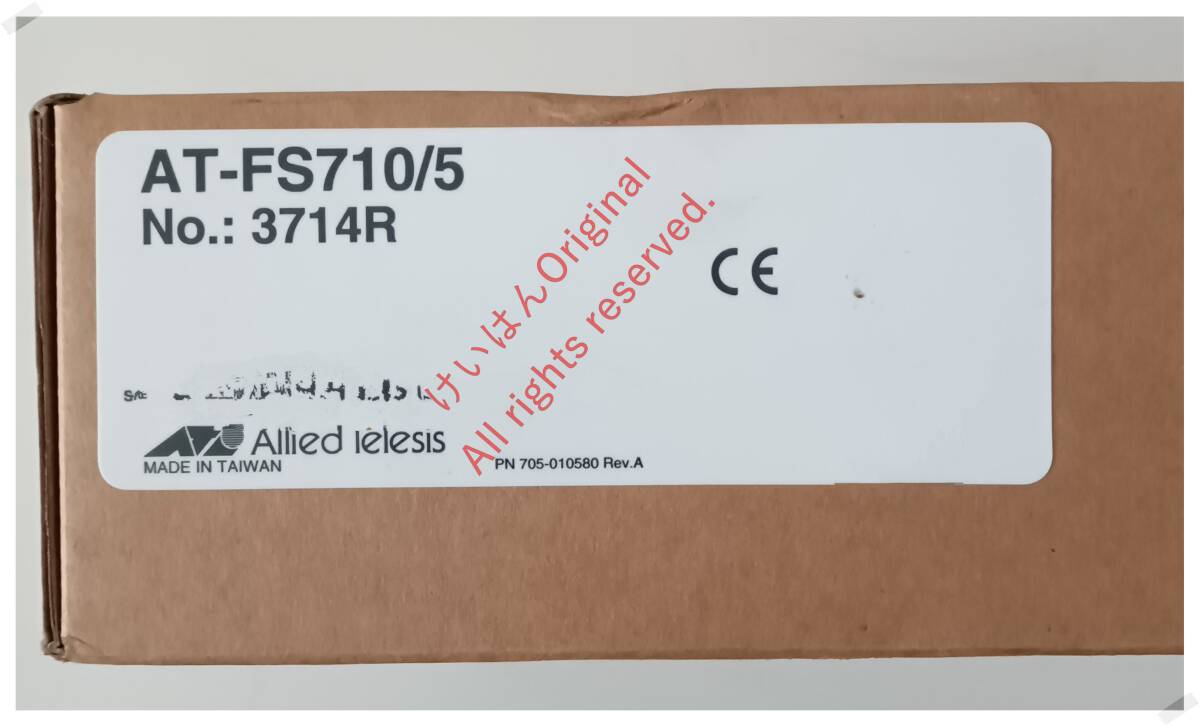 AT-FS710/5
No.: 3714R
CE
けいはんOriginal
All rights reserved.
S/N:
Allied Telesis
MADE IN TAIWAN
PN 705-010580 Rev.A